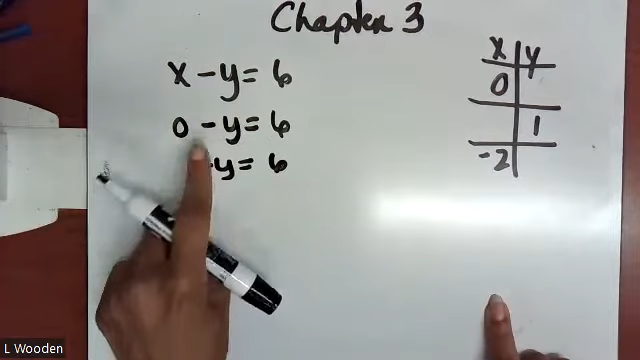 Chapter 3
x - y = 6
0 - y = 6
-y = 6
x y
0
1
-2
L Wooden